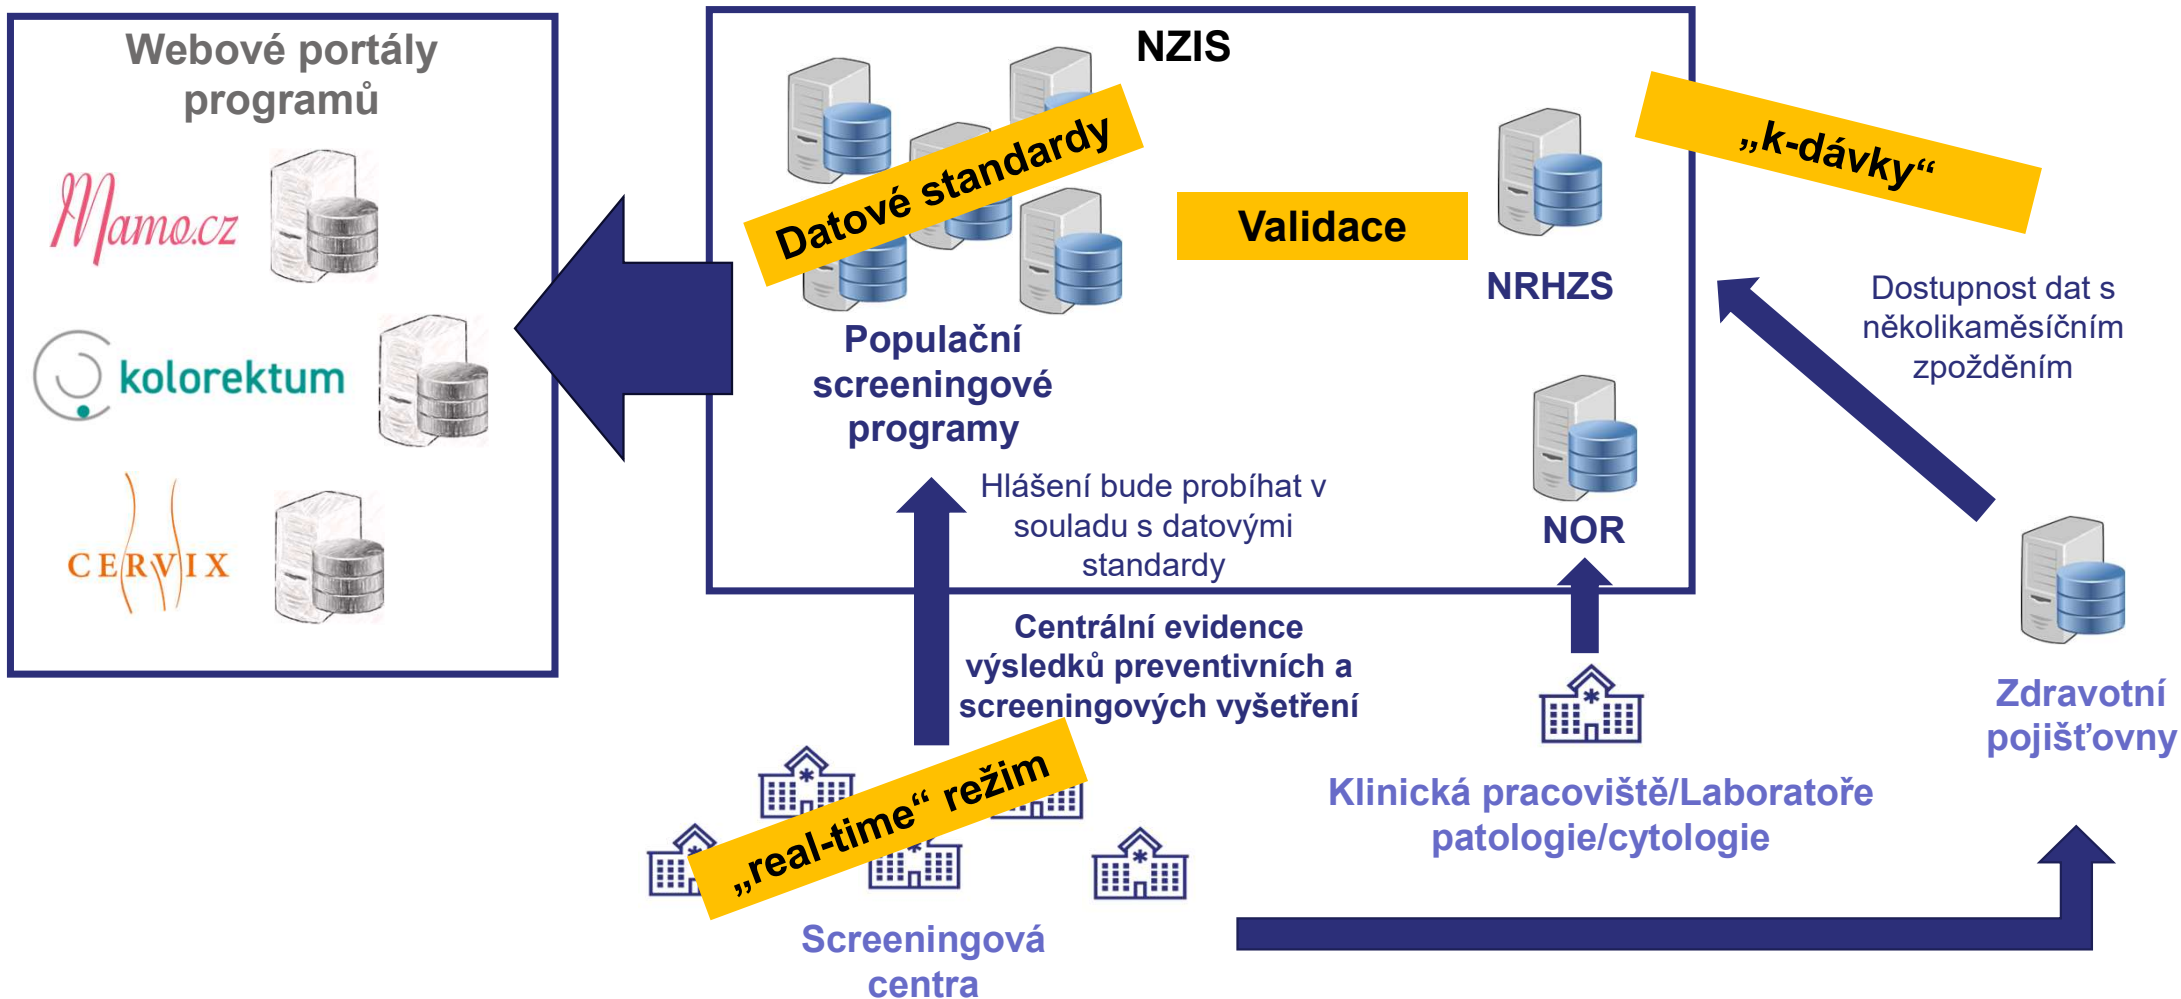 Webové portály
programů
Mamo.cz
kolorektum
CERVIX
NZIS
Datové standardy
Populační
screeningové
programy
Validace
NRHZS
NOR
„k-dávky“
Dostupnost dat s
několikaměsíčním
zpožděním
Hlášení bude probíhat v
souladu s datovými
standardy
Centrální evidence
výsledků preventivních a
screeningových vyšetření
„real-time“ režim
Screeningová
centra
Klinická pracoviště/Laboratoře
patologie/cytologie
Zdravotní
pojišťovny